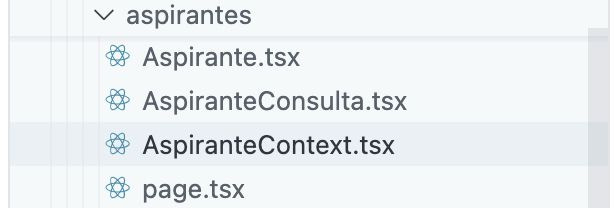 aspirantes
Aspirante.tsx
AspiranteConsulta.tsx
AspiranteContext.tsx
page.tsx